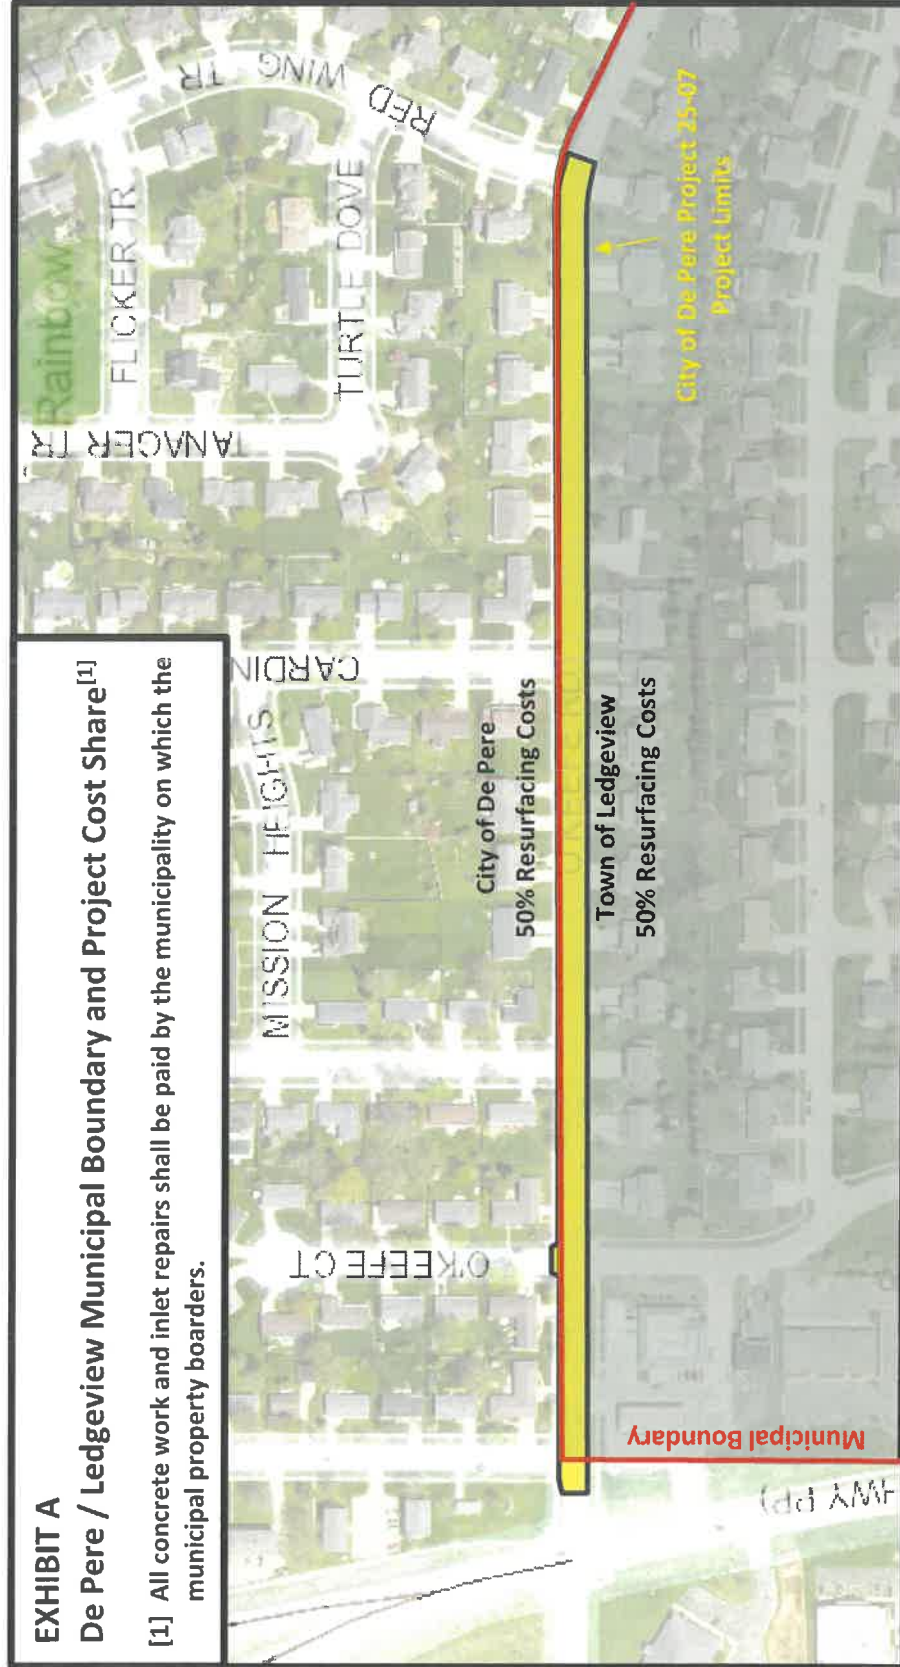 EXHIBIT A
De Pere / Ledgeview Municipal Boundary and Project Cost Share[1]
[1] All concrete work and inlet repairs shall be paid by the municipality on which the
municipal property boarders.
Rainbow
FLICKER TR
RED WING TR
TURTLE DOVE
ANAGER TR
CARDIN
MISSION HEIGHTS
O'KEEFE CT
City of De Pere
50% Resurfacing Costs
Town of Ledgeview
50% Resurfacing Costs
City of De Pere Project 25-07
Project Limits
Municipal Boundary
HWY PP)